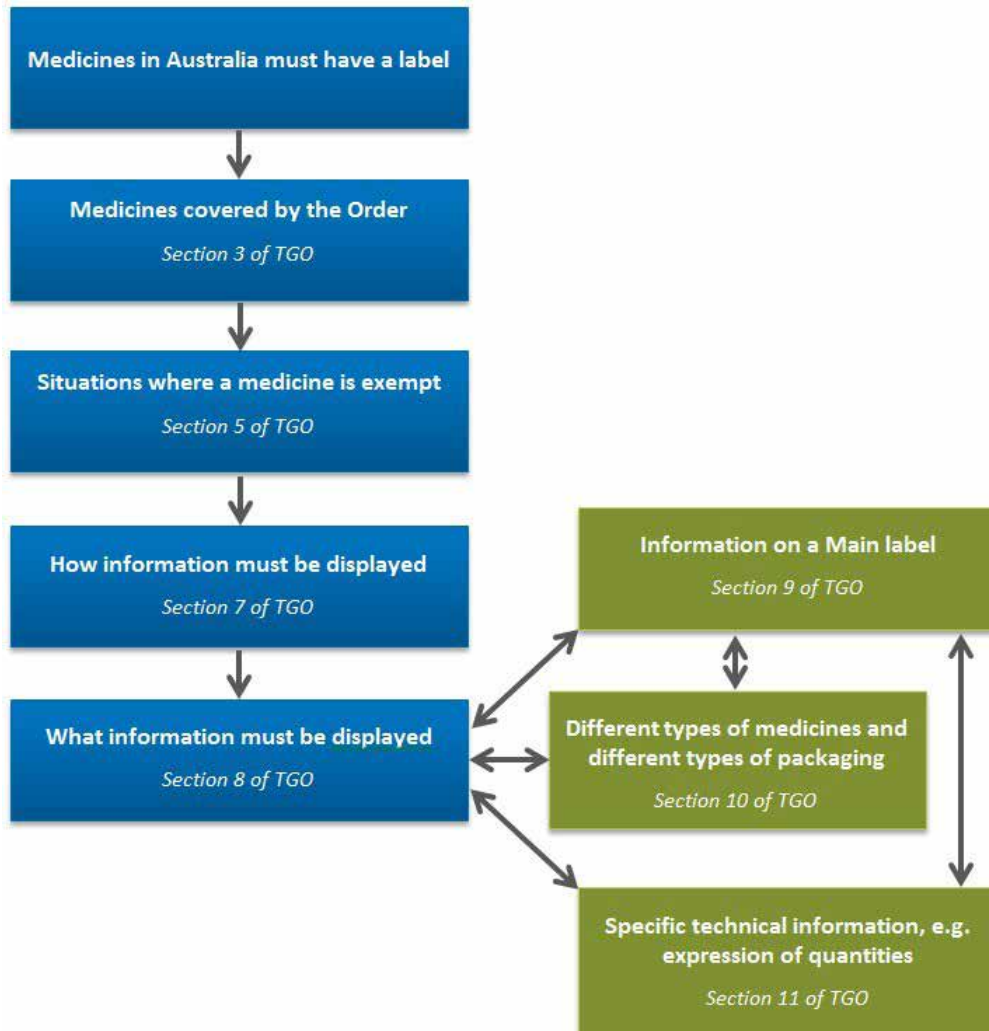 Medicines in Australia must have a label
Medicines covered by the Order
Section 3 of TGO
Situations where a medicine is exempt
Section 5 of TGO
How information must be displayed
Section 7 of TGO
What information must be displayed
Section 8 of TGO
Information on a Main label
Section 9 of TGO
Different types of medicines and
different types of packaging
Section 10 of TGO
Specific technical information, e.g.
expression of quantities
Section 11 of TGO